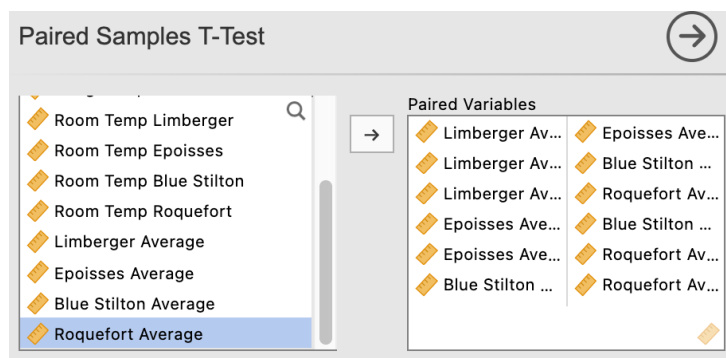 Paired Samples T-Test
Room Temp Limberger
Room Temp Epoisses
Room Temp Blue Stilton
Room Temp Roquefort
Limberger Average
Epoisses Average
Blue Stilton Average
Roquefort Average
Paired Variables
Limberger Av... Epoisses Ave...
Limberger Av... Blue Stilton ...
Limberger Av... Roquefort Av...
Epoisses Ave... Blue Stilton ...
Epoisses Ave... Roquefort Av...
Blue Stilton ... Roquefort Av...